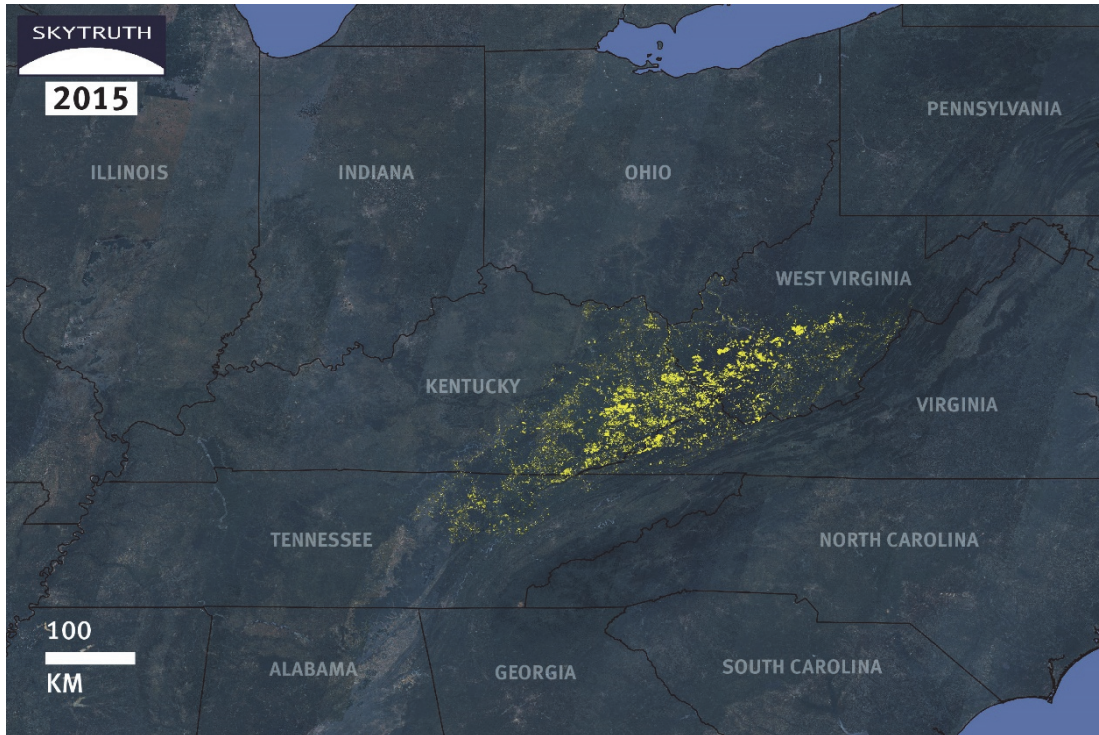 SKYTRUTH
2015
PENNSYLVANIA
ILLINOIS
INDIANA
OHIO
WEST VIRGINIA
KENTUCKY
VIRGINIA
TENNESSEE
NORTH CAROLINA
100
KM
ALABAMA
GEORGIA
SOUTH CAROLINA